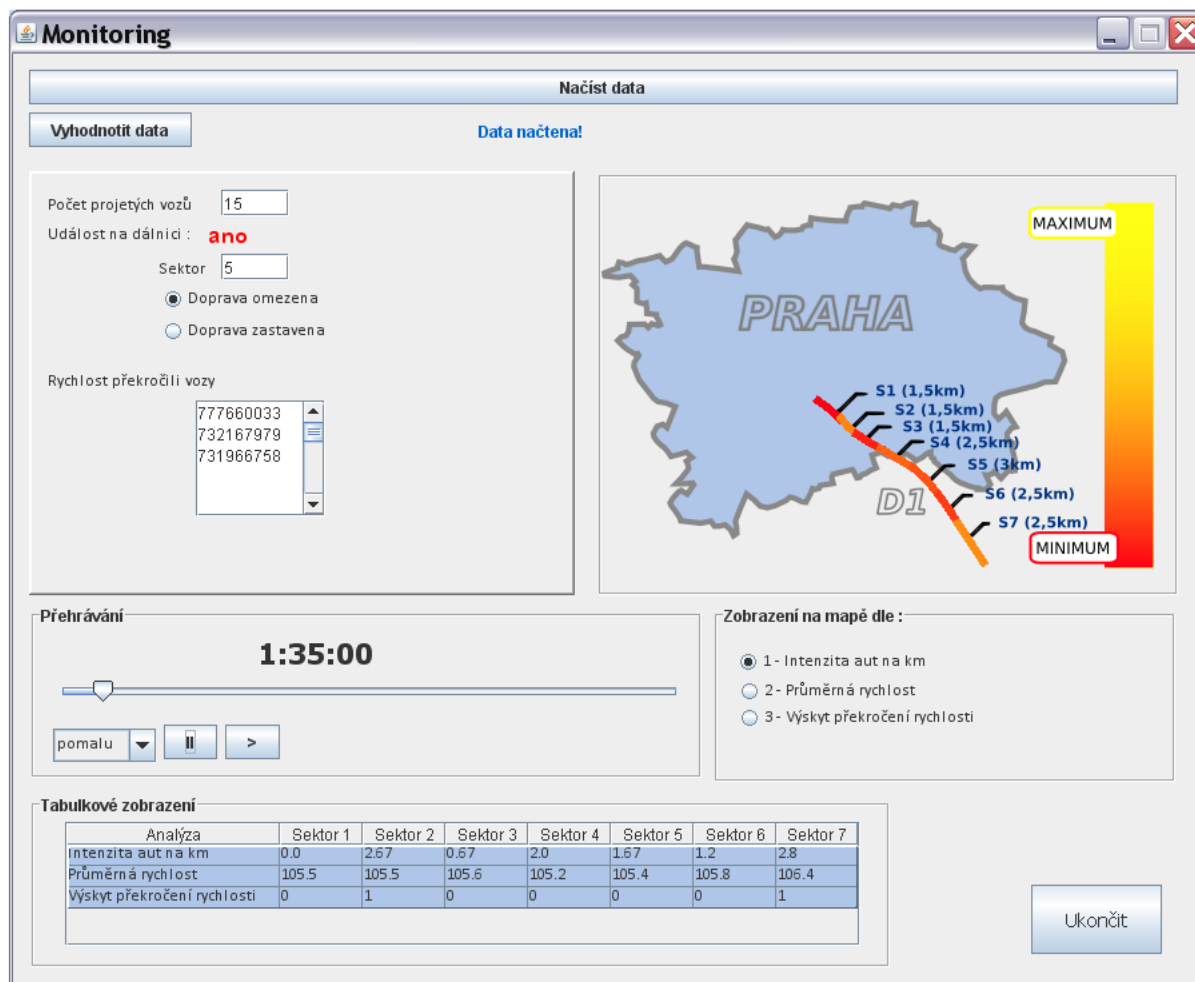 Monitoring
Načíst data
Vyhodnotit data
Data načtena!
Počet projetých vozů 15
Událost na dálnici : ano
Sektor 5
Doprava omezena
Doprava zastavena
Rychlost překročili vozy
777660033
732167979
731966758
MAXIMUM
PRAHA
S1 (1,5km)
S2 (1,5km)
S3 (1,5km)
S4 (2,5km)
S5 (3km)
S6 (2,5km)
D1
S7 (2,5km)
MINIMUM
Přehrávání
1:35:00
pomalu
>
Zobrazení na mapě dle :
1 - Intenzita aut na km
2 - Průměrná rychlost
3 - Výskyt překročení rychlosti
Tabulkové zobrazení
Analýza Sektor 1 Sektor 2 Sektor 3 Sektor 4 Sektor 5 Sektor 6 Sektor 7
Intenzita aut na km 0.0 2.67 0.67 2.0 1.67 1.2 2.8
Průměrná rychlost 105.5 105.5 105.6 105.2 105.4 105.8 106.4
Výskyt překročení rychlosti 0 1 0 0 0 0 1
Ukončit